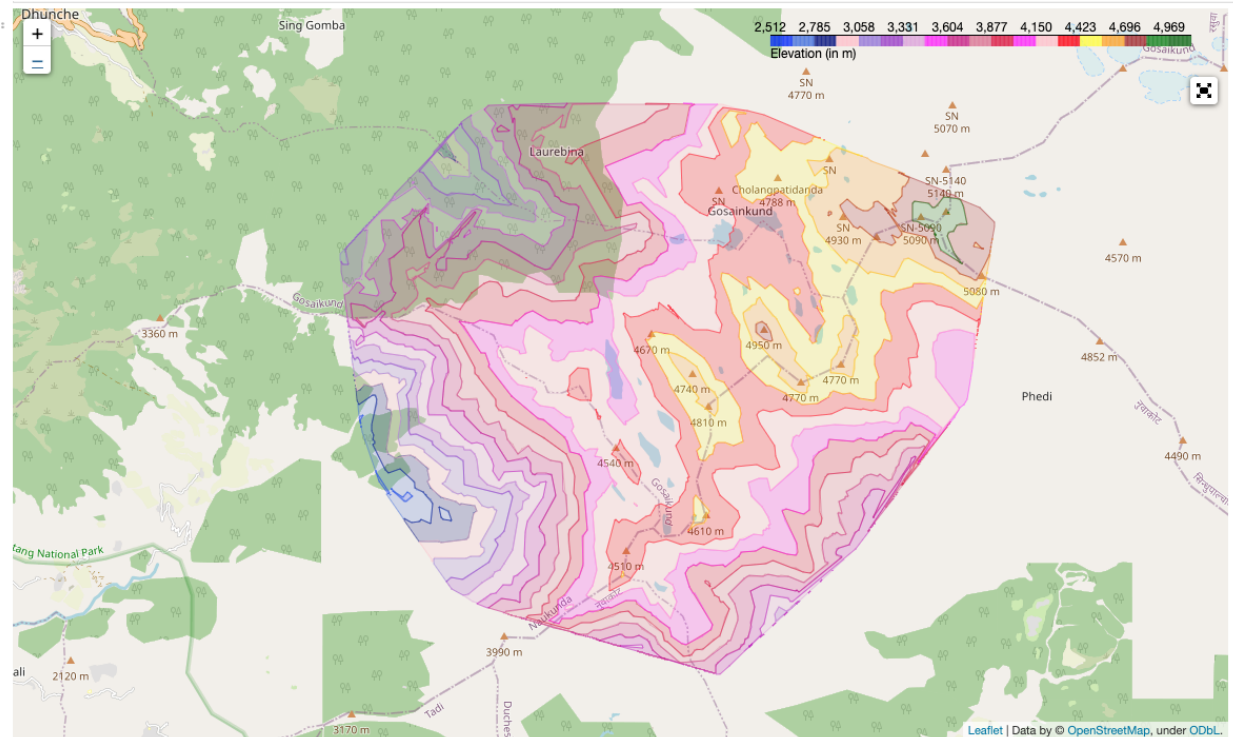 Dhunche
Sing Gomba
2,512 2,785 3,058 3,331 3,604 3,877 4,150 4,423 4,696 4,969
Elevation (in m)
+
−
Gosaikund
SN
4770 m
SN
5070 m
Laurebina
SN
SN-5140
5140 m
Cholangpatidanda
4788 m
SN
Gosainkund
SN
4930 m
SN-5090
5090 m
4570 m
5080 m
Gosaikund
3360 m
4670 m
4950 m
4852 m
4740 m
4770 m
4770 m
Phedi
4810 m
नुवाकोट
4490 m
4540 m
Gosaikund
4610 m
tang National Park
4510 m
नुवाकोट
Naukunda
3990 m
ali
2120 m
Tadi
Duches
3170 m
Leaflet | Data by © OpenStreetMap, under ODbL.